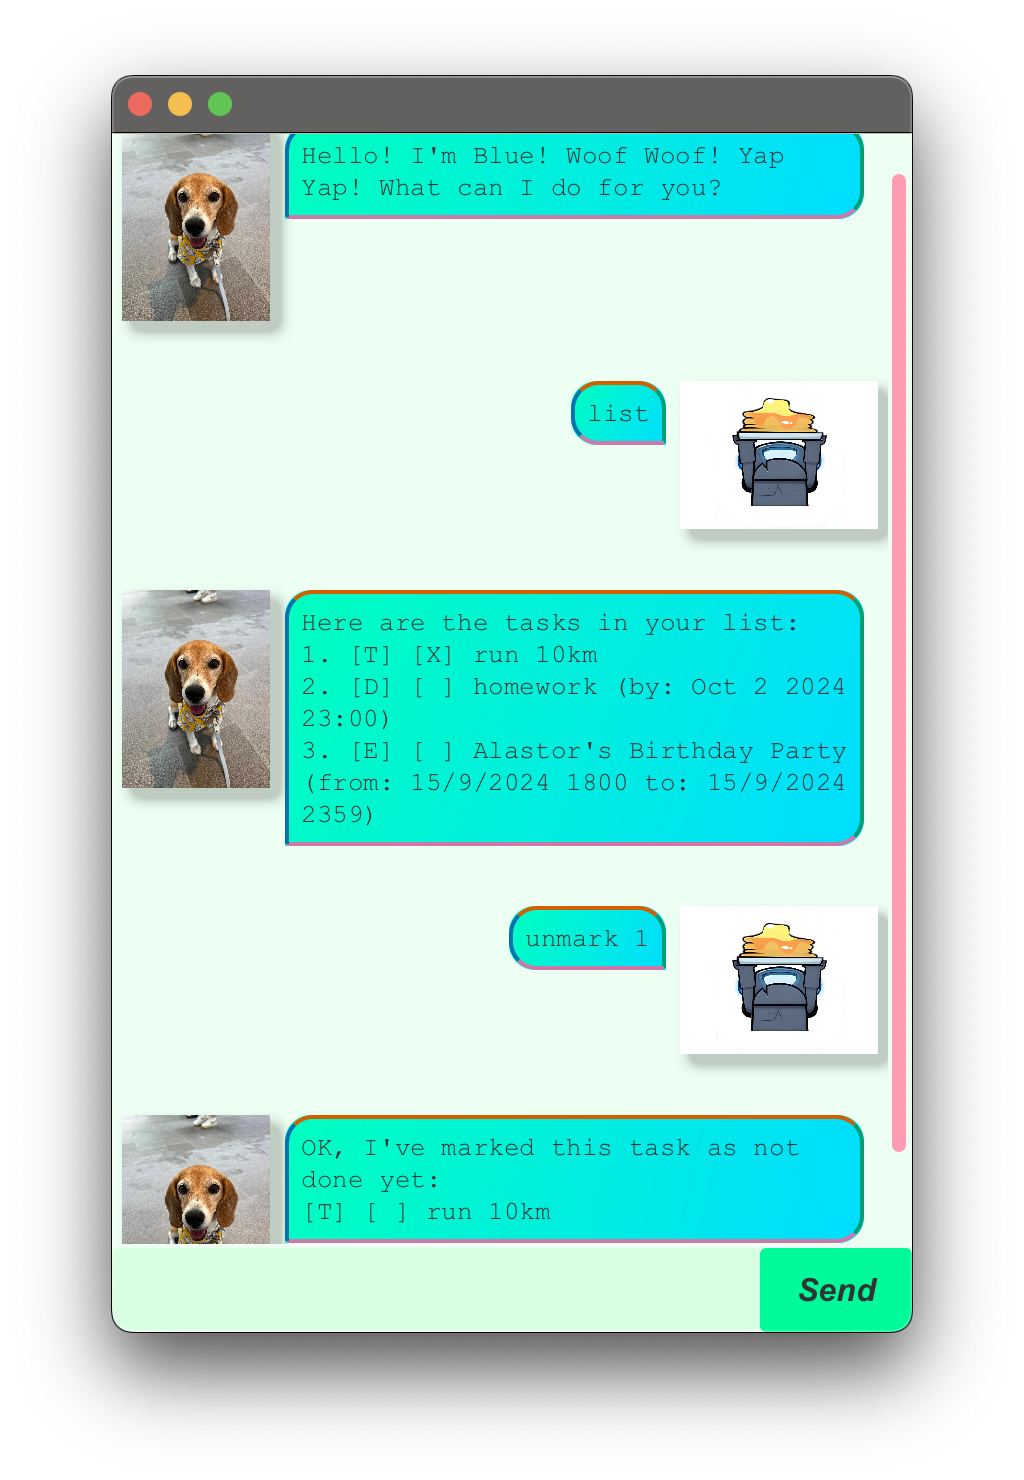 Hello! I'm Blue! Woof Woof! Yap
Yap! What can I do for you?
list
Here are the tasks in your list:
1. [T] [X] run 10km
2. [D] [ ] homework (by: Oct 2 2024
23:00)
3. [E] [ ] Alastor's Birthday Party
(from: 15/9/2024 1800 to: 15/9/2024
2359)
unmark 1
OK, I've marked this task as not
done yet:
[T] [ ] run 10km
Send